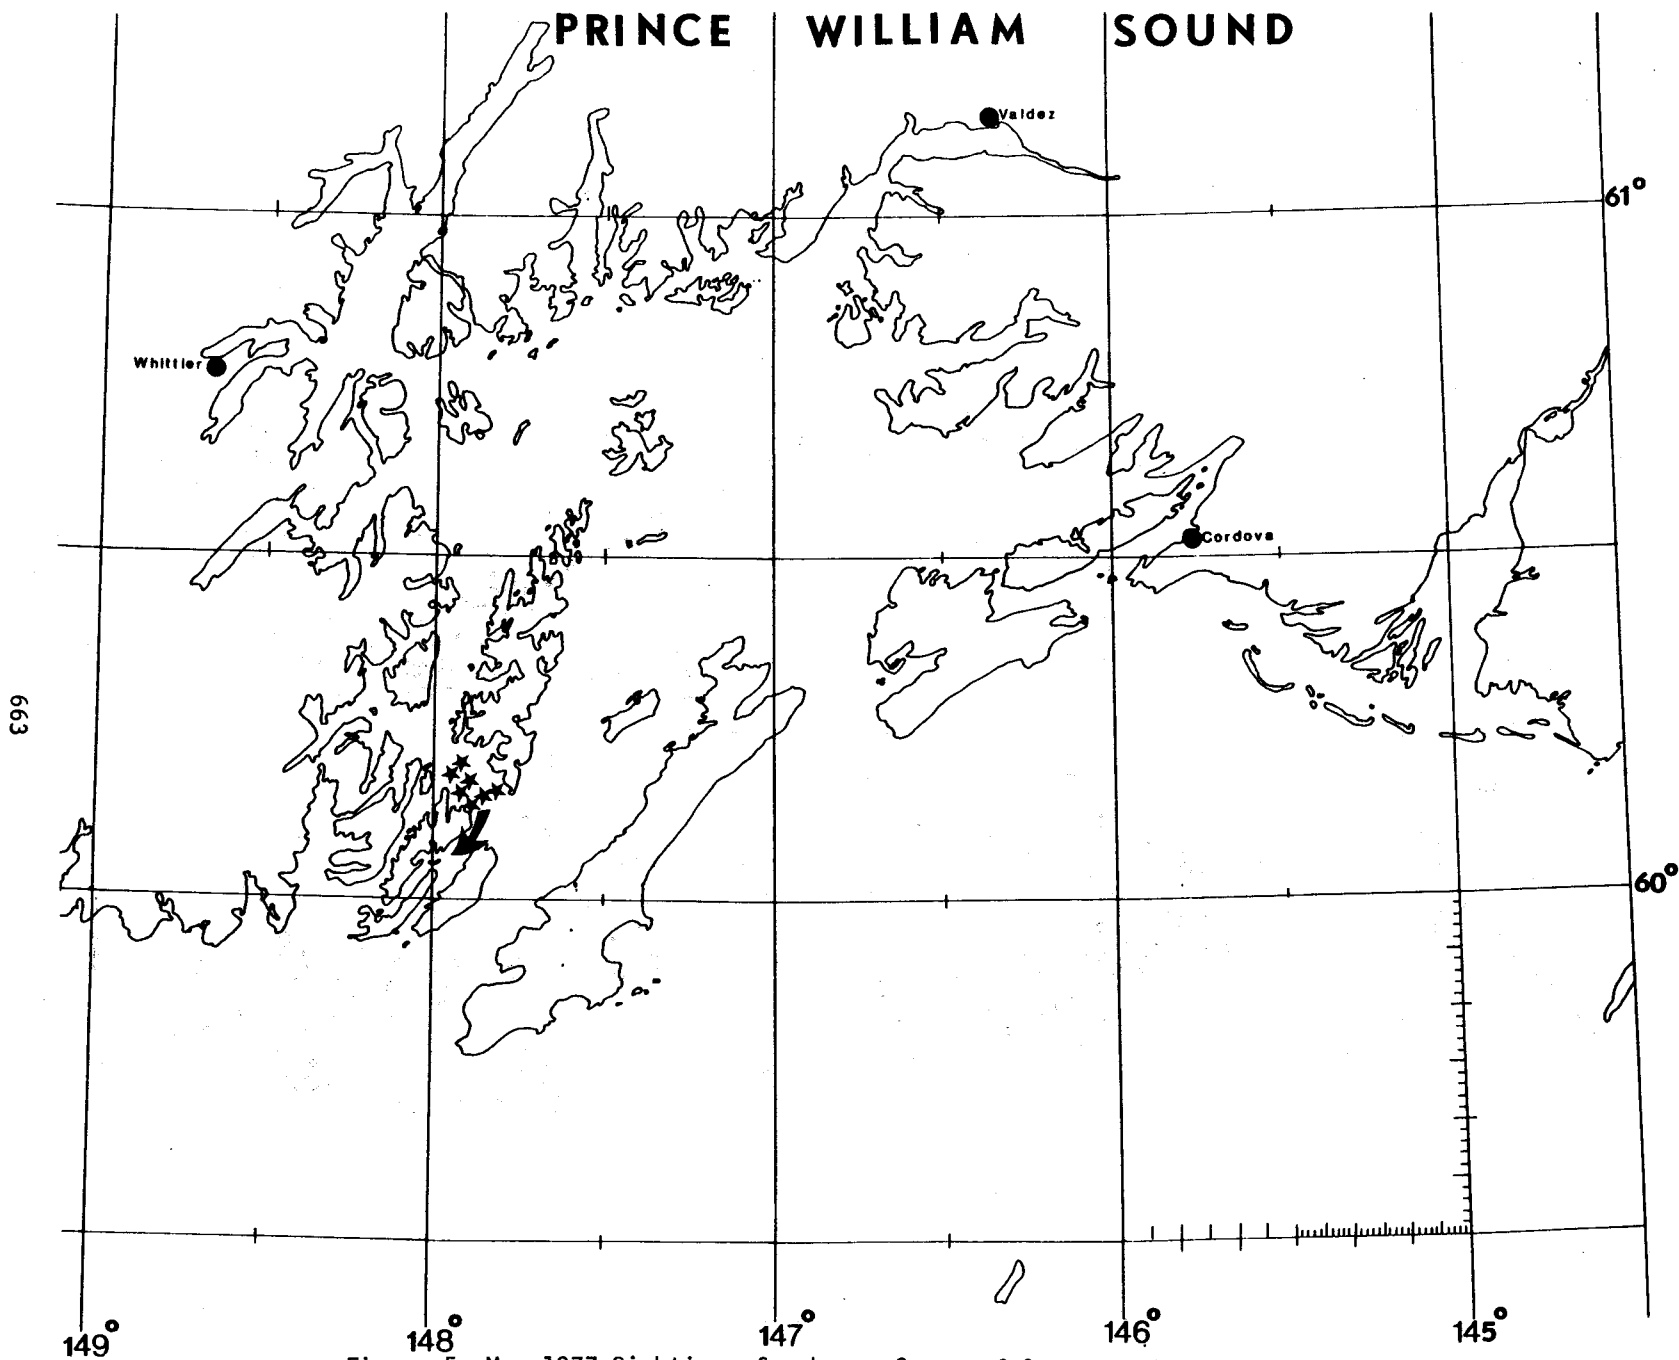 PRINCE WILLIAM SOUND
Valdez
61°
Whittier
Cordova
663
60°
149° 148° 147° 146° 145°